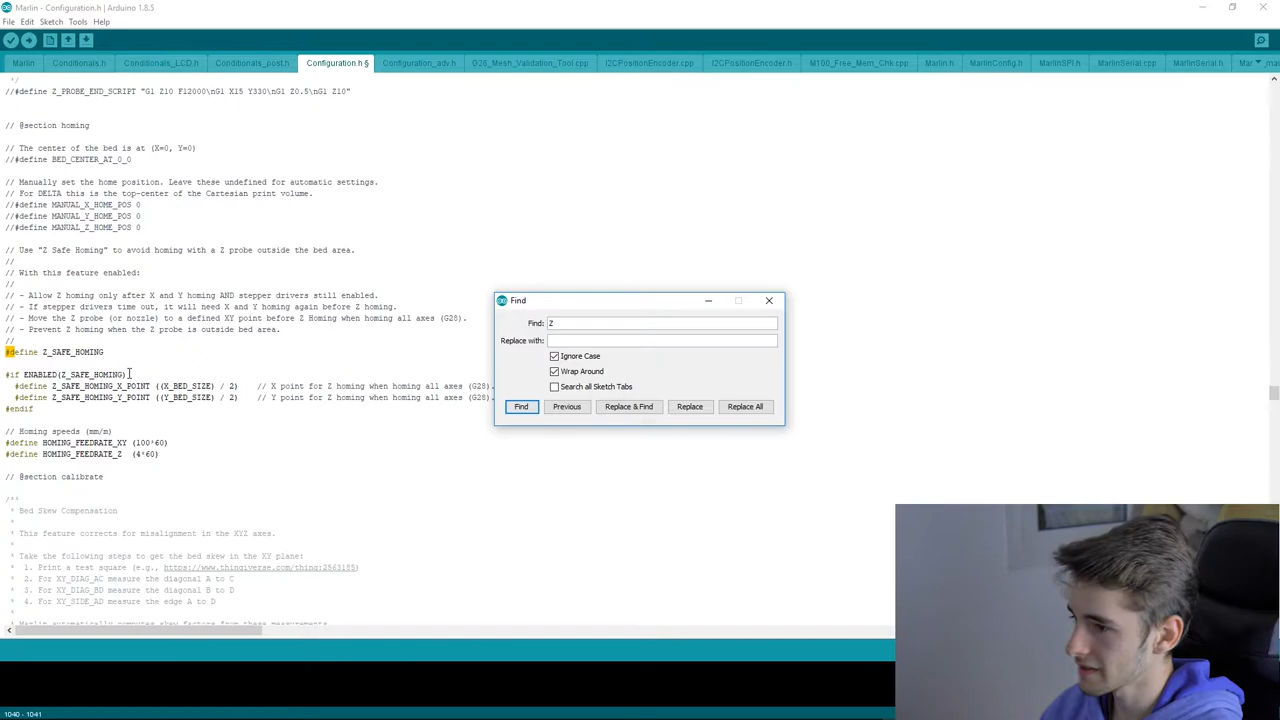 Marlin - Configuration.h | Arduino 1.8.5
File Edit Sketch Tools Help
Marlin Conditionals.h Conditionals_LCD.h Conditionals_post.h Configuration.h § Configuration_adv.h G26_Mesh_Validation_Tool.cpp I2CPositionEncoder.cpp I2CPositionEncoder.h M100_Free_Mem_Chk.cpp Marlin.h MarlinConfig.h MarlinSPI.h MarlinSerial.cpp MarlinSerial.h Mar
*/
//#define Z_PROBE_END_SCRIPT "G1 Z10 F12000\nG1 X15 Y330\nG1 Z0.5\nG1 Z10"
// @section homing
// The center of the bed is at (X=0, Y=0)
//#define BED_CENTER_AT_0_0
// Manually set the home position. Leave these undefined for automatic settings.
// For DELTA this is the top-center of the Cartesian print volume.
//#define MANUAL_X_HOME_POS 0
//#define MANUAL_Y_HOME_POS 0
//#define MANUAL_Z_HOME_POS 0
// Use "Z Safe Homing" to avoid homing with a Z probe outside the bed area.
//
// With this feature enabled:
//
// - Allow Z homing only after X and Y homing AND stepper drivers still enabled.
// - If stepper drivers time out, it will need X and Y homing again before Z homing.
// - Move the Z probe (or nozzle) to a defined XY point before Z Homing when homing all axes (G28).
// - Prevent Z homing when the Z probe is outside bed area.
//
#define Z_SAFE_HOMING
#if ENABLED(Z_SAFE_HOMING)
#define Z_SAFE_HOMING_X_POINT ((X_BED_SIZE) / 2) // X point for Z homing when homing all axes (G28).
#define Z_SAFE_HOMING_Y_POINT ((Y_BED_SIZE) / 2) // Y point for Z homing when homing all axes (G28).
#endif
// Homing speeds (mm/m)
#define HOMING_FEEDRATE_XY (100*60)
#define HOMING_FEEDRATE_Z (4*60)
// @section calibrate
/**
* Bed Skew Compensation
*
* This feature corrects for misalignment in the XYZ axes.
*
* Take the following steps to get the bed skew in the XY plane:
* 1. Print a test square (e.g., https://www.thingiverse.com/thing:2563185)
* 2. For XY_DIAG_AC measure the diagonal A to C
* 3. For XY_DIAG_BD measure the diagonal B to D
* 4. For XY_SIDE_AD measure the edge A to D
*
* Marlin automatically computes skew factors from these measurements.
Find
Find: Z
Replace with:
Ignore Case
Wrap Around
Search all Sketch Tabs
Find Previous Replace & Find Replace Replace All
1040 - 1041